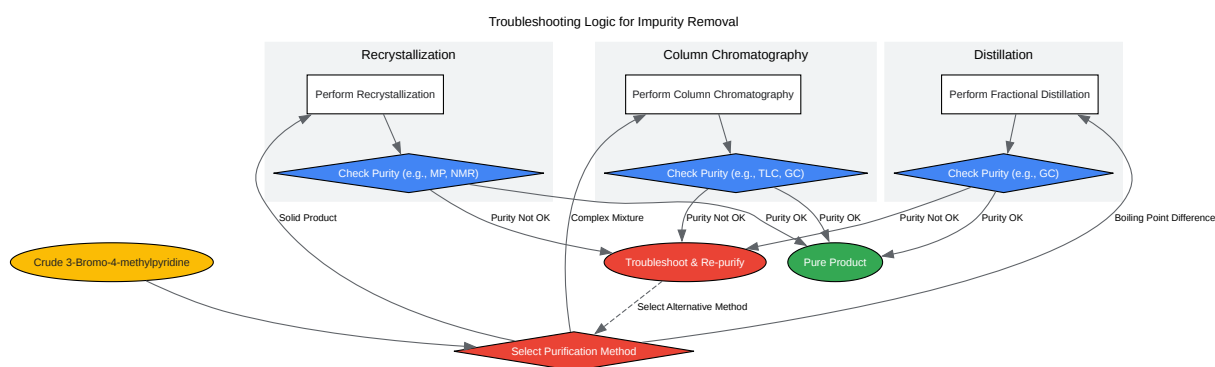 Troubleshooting Logic for Impurity Removal
Recrystallization
Column Chromatography
Distillation
Perform Recrystallization
Perform Column Chromatography
Perform Fractional Distillation
Check Purity (e.g., MP, NMR)
Check Purity (e.g., TLC, GC)
Check Purity (e.g., GC)
Solid Product
Purity Not OK
Complex Mixture
Purity Not OK
Purity OK
Purity OK
Purity Not OK
Purity OK
Boiling Point Difference
Crude 3-Bromo-4-methylpyridine
Troubleshoot & Re-purify
Pure Product
Select Alternative Method
Select Purification Method